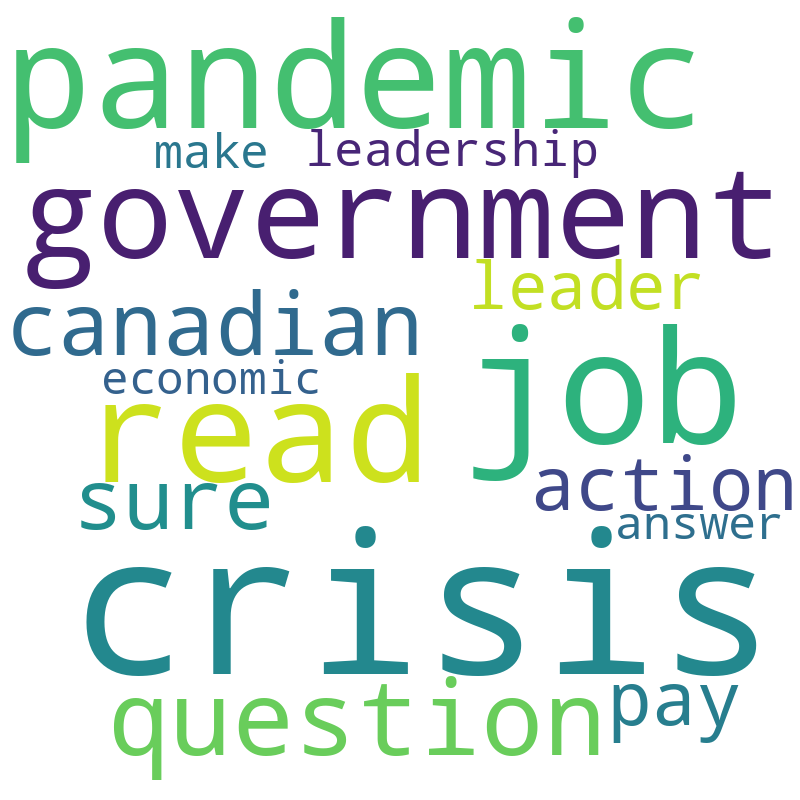 pandemic
make leadership
government
leader
canadian
job
economic
read
action
sure
answer
crisis
pay
question